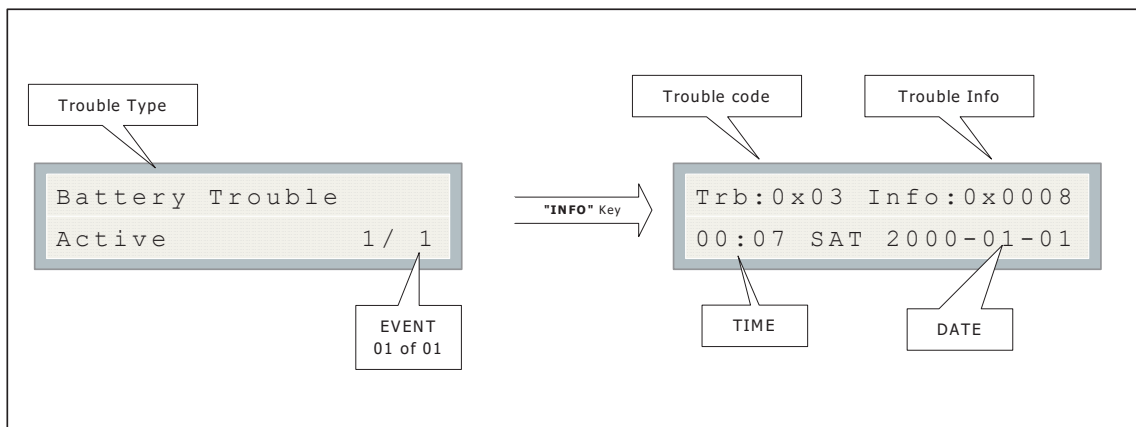 Trouble Type
Battery Trouble
Active 1/ 1
EVENT
01 of 01
"INFO" Key
Trouble code
Trouble Info
Trb:0x03 Info:0x0008
00:07 SAT 2000-01-01
TIME
DATE